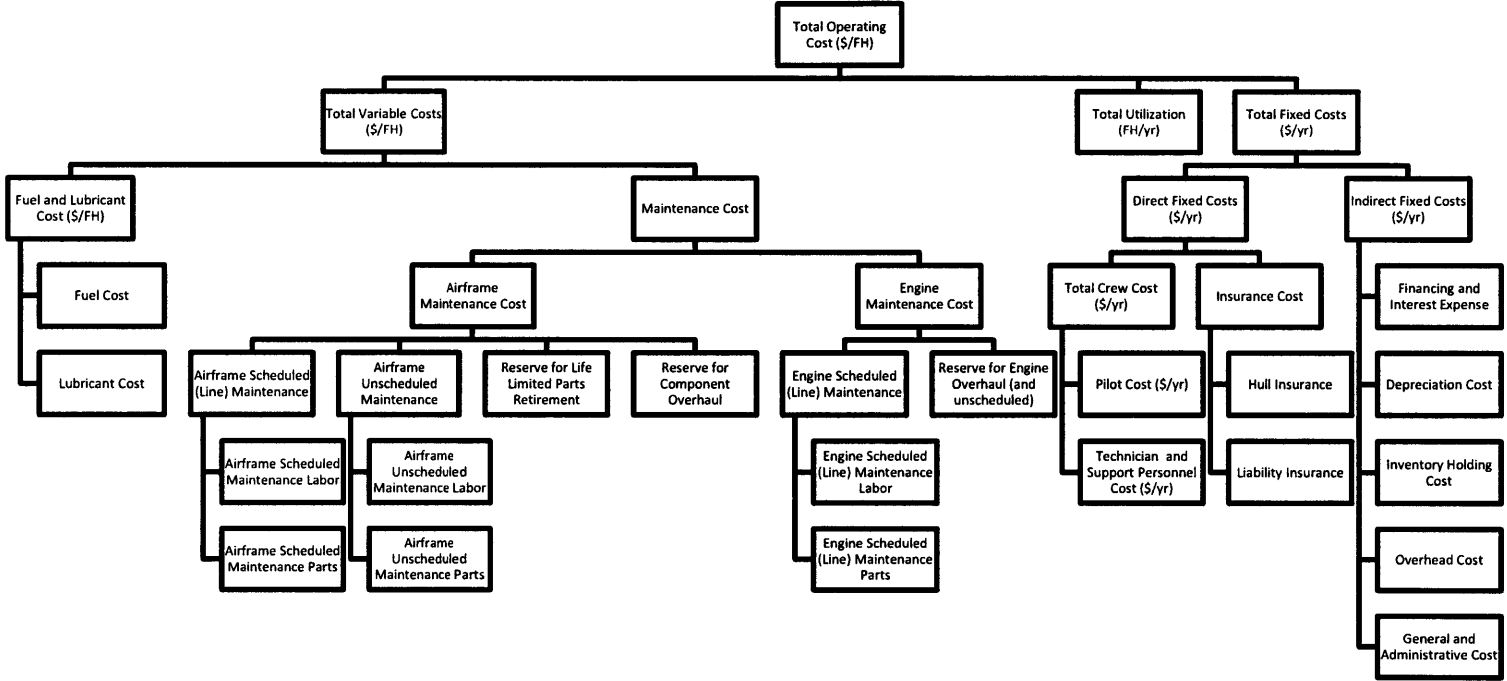 Total Operating
Cost ($/FH)
Total Variable Costs
($/FH)
Total Utilization
(FH/yr)
Total Fixed Costs
($/yr)
Fuel and Lubricant
Cost ($/FH)
Maintenance Cost
Direct Fixed Costs
($/yr)
Indirect Fixed Costs
($/yr)
Fuel Cost
Airframe
Maintenance Cost
Engine
Maintenance Cost
Total Crew Cost
($/yr)
Insurance Cost
Financing and
Interest Expense
Lubricant Cost
Airframe Scheduled
(Line) Maintenance
Airframe
Unscheduled
Maintenance
Reserve for Life
Limited Parts
Retirement
Reserve for
Component
Overhaul
Engine Scheduled
(Line) Maintenance
Reserve for Engine
Overhaul (and
unscheduled)
Pilot Cost ($/yr)
Hull Insurance
Depreciation Cost
Airframe Scheduled
Maintenance Labor
Airframe
Unscheduled
Maintenance Labor
Engine Scheduled
(Line) Maintenance
Labor
Technician and
Support Personnel
Cost ($/yr)
Liability Insurance
Inventory Holding
Cost
Airframe Scheduled
Maintenance Parts
Airframe
Unscheduled
Maintenance Parts
Engine Scheduled
(Line) Maintenance
Parts
Overhead Cost
General and
Administrative Cost